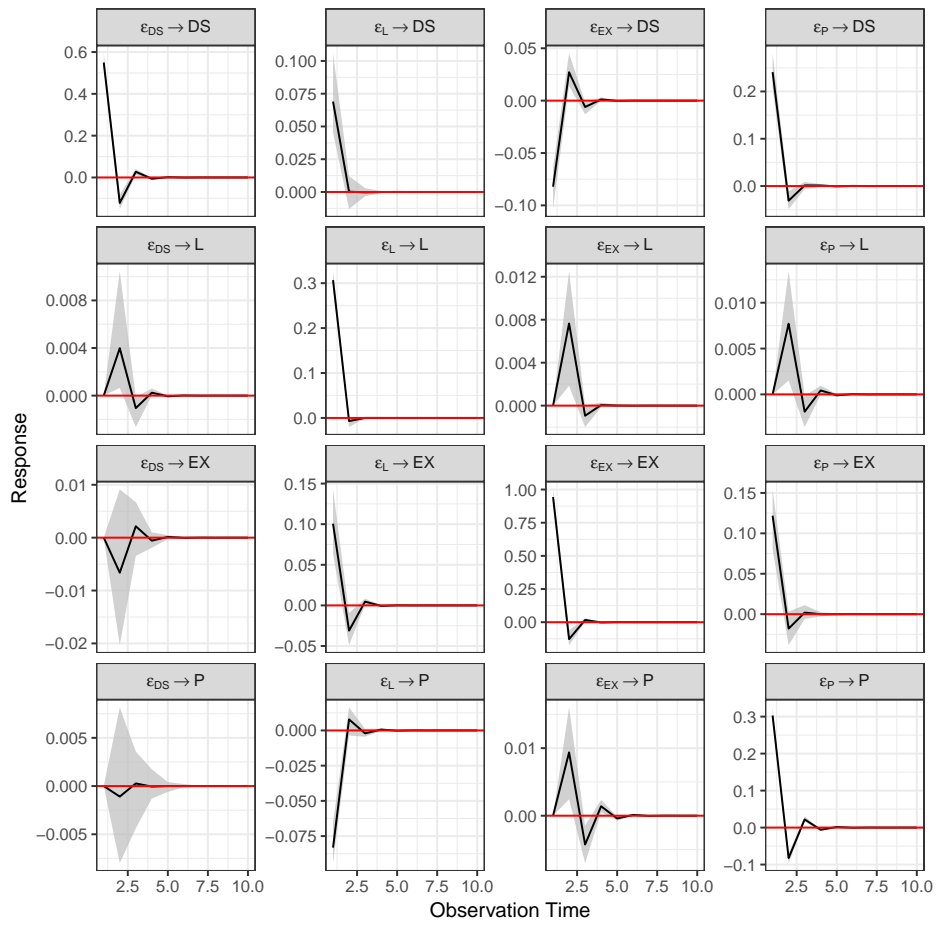 ε_DS → DS
ε_L → DS
ε_EX → DS
ε_P → DS
0.6
0.4
0.2
0.0
0.100
0.075
0.050
0.025
0.000
0.05
0.00
−0.05
−0.10
0.2
0.1
0.0
ε_DS → L
ε_L → L
ε_EX → L
ε_P → L
0.008
0.004
0.000
0.3
0.2
0.1
0.0
0.012
0.008
0.004
0.000
0.010
0.005
0.000
ε_DS → EX
ε_L → EX
ε_EX → EX
ε_P → EX
0.01
0.00
−0.01
−0.02
0.15
0.10
0.05
0.00
−0.05
1.00
0.75
0.50
0.25
0.00
0.15
0.10
0.05
0.00
ε_DS → P
ε_L → P
ε_EX → P
ε_P → P
0.005
0.000
−0.005
0.000
−0.025
−0.050
−0.075
0.01
0.00
0.3
0.2
0.1
0.0
−0.1
2.5 5.0 7.5 10.0
2.5 5.0 7.5 10.0
2.5 5.0 7.5 10.0
2.5 5.0 7.5 10.0
Response
Observation Time